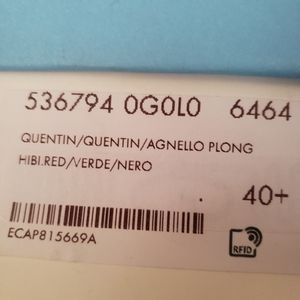 536794 0G0L0 6464
QUENTIN/QUENTIN/AGNELLO PLONG
HIBI.RED/VERDE/NERO
40+
ECAP815669A
RFID